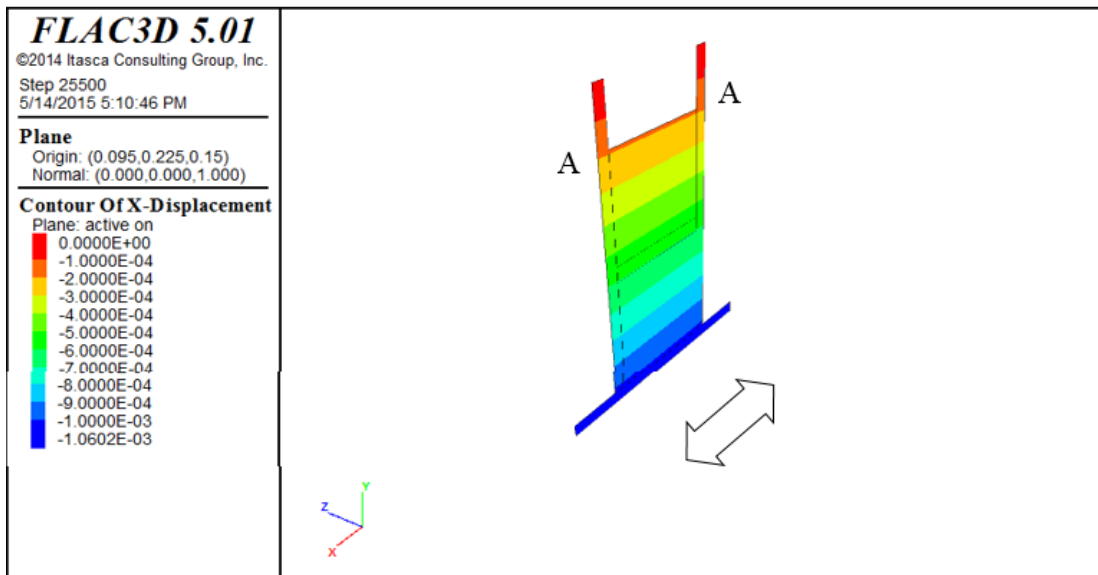 FLAC3D 5.01
©2014 Itasca Consulting Group, Inc.
Step 25500
5/14/2015 5:10:46 PM
Plane
Origin: (0.095,0.225,0.15)
Normal: (0.000,0.000,1.000)
Contour Of X-Displacement
Plane: active on
0.0000E+00
-1.0000E-04
-2.0000E-04
-3.0000E-04
-4.0000E-04
-5.0000E-04
-6.0000E-04
-7.0000E-04
-8.0000E-04
-9.0000E-04
-1.0000E-03
-1.0602E-03
A
A
Y
Z
X